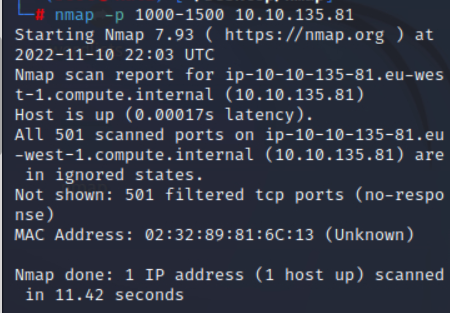 └─# nmap -p 1000-1500 10.10.135.81
Starting Nmap 7.93 ( https://nmap.org ) at
2022-11-10 22:03 UTC
Nmap scan report for ip-10-10-135-81.eu-wes
t-1.compute.internal (10.10.135.81)
Host is up (0.00017s latency).
All 501 scanned ports on ip-10-10-135-81.eu
-west-1.compute.internal (10.10.135.81) are
 in ignored states.
Not shown: 501 filtered tcp ports (no-respo
nse)
MAC Address: 02:32:89:81:6C:13 (Unknown)

Nmap done: 1 IP address (1 host up) scanned
 in 11.42 seconds